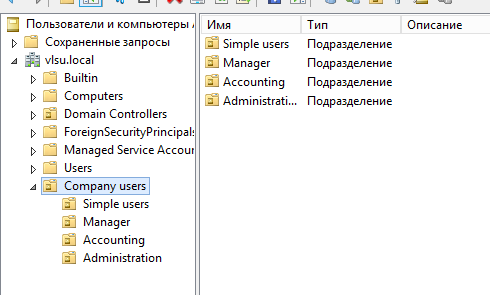 Пользователи и компьютеры
Сохраненные запросы
vlsu.local
Builtin
Computers
Domain Controllers
ForeignSecurityPrincipals
Managed Service Accour
Users
Company users
Simple users
Manager
Accounting
Administration
Имя Тип Описание
Simple users Подразделение
Manager Подразделение
Accounting Подразделение
Administrati... Подразделение